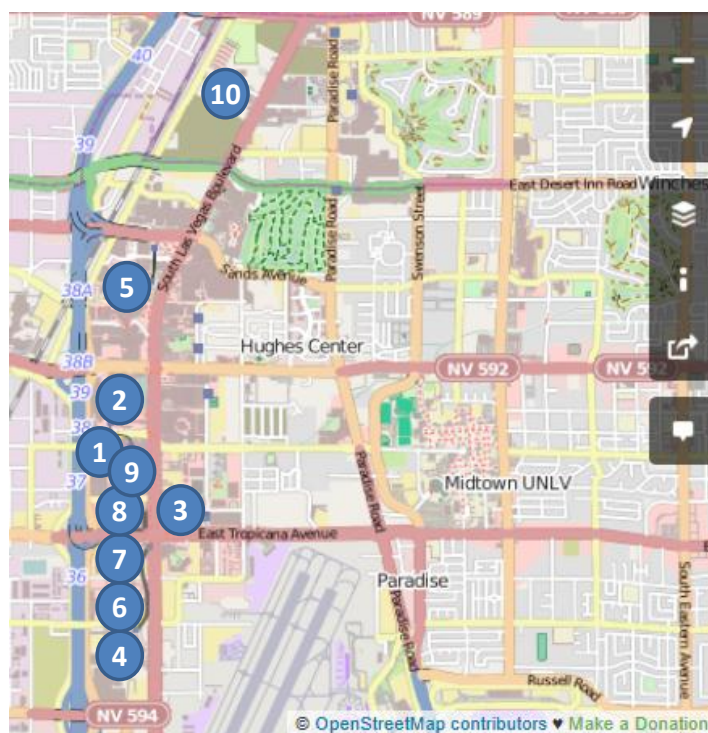 NV 589
40
Paradise Road
10
39
South Las Vegas Boulevard
East Desert Inn Road
Winches
Paradise Road
Swenson Street
Sands Avenue
5
38A
Hughes Center
38B
NV 592
NV 592
39
2
38
1
9
37
Midtown UNLV
8
3
Paradise Road
East Tropicana Avenue
7
36
Paradise
6
Paradise Road
South Eastern Avenue
4
Russell Road
NV 594
© OpenStreetMap contributors ♥ Make a Donation